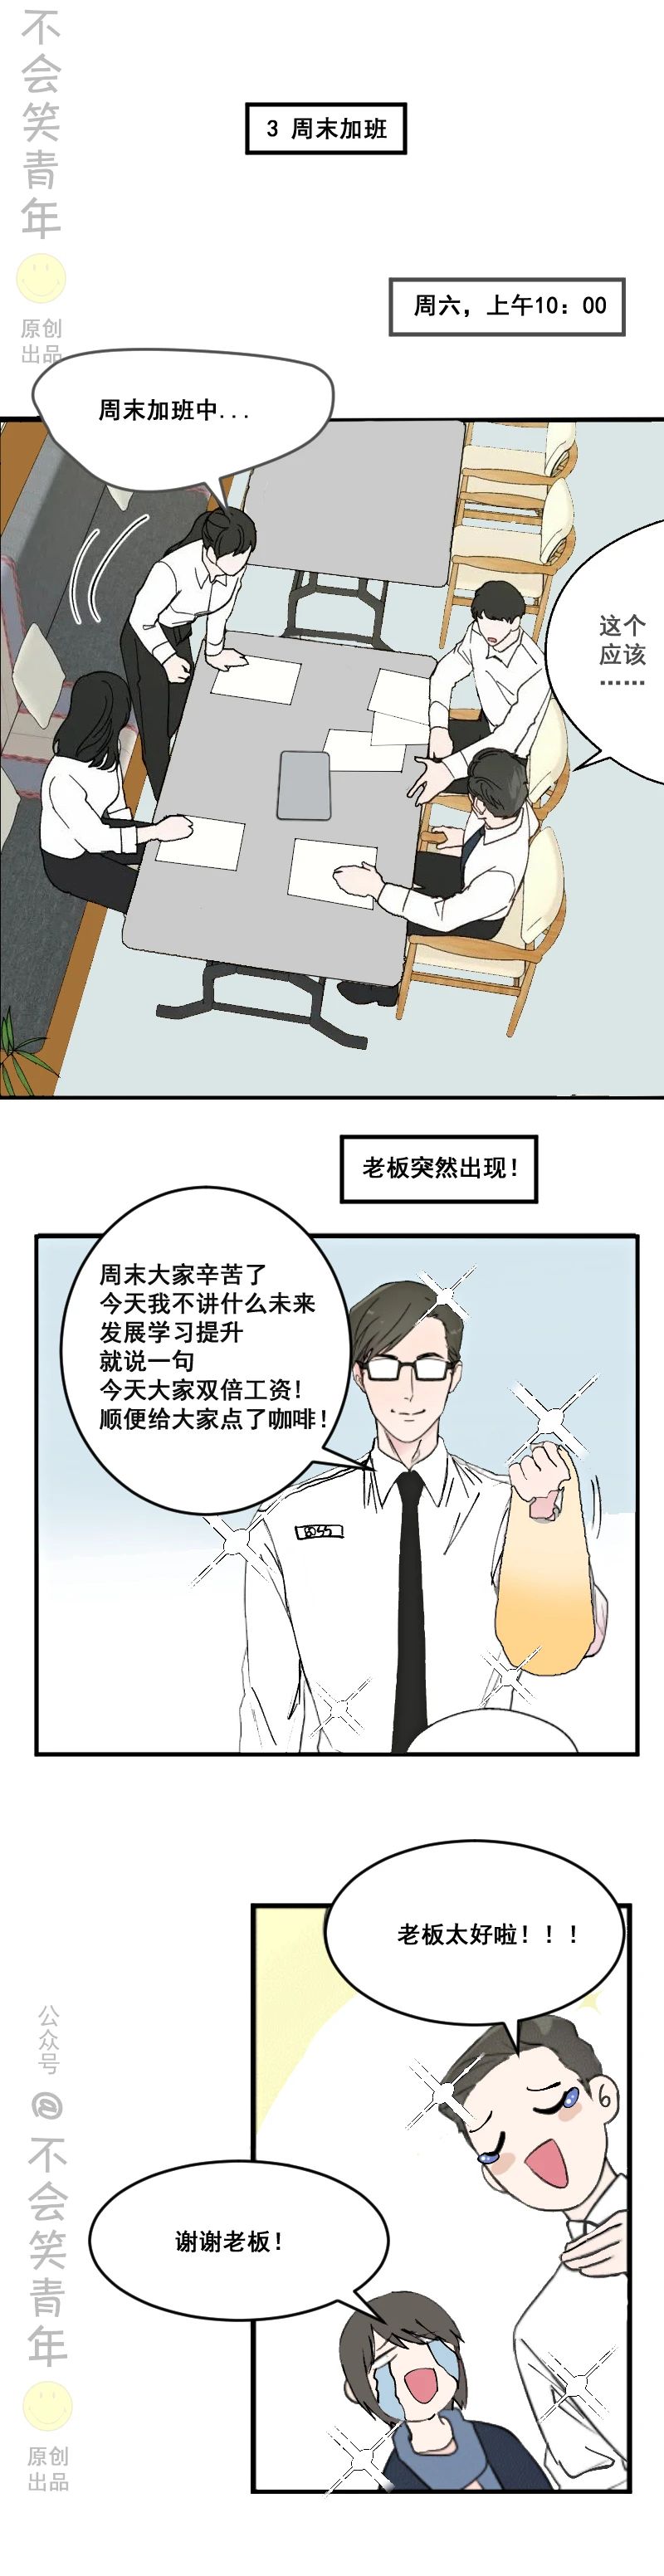 不会笑青年
原创
出品
3 周末加班
周六，上午10：00
周末加班中...
这个
应该
……
老板突然出现！
周末大家辛苦了
今天我不讲什么未来
发展学习提升
就说一句
今天大家双倍工资！
顺便给大家点了咖啡！
BOSS
老板太好啦！！！
谢谢老板！
公众号@不会笑青年
原创
出品